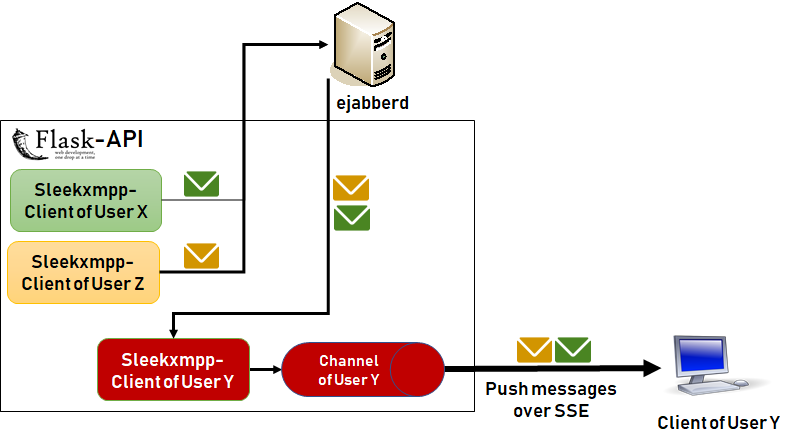 ejabberd
Flask-API
web development,
one drop at a time
Sleekxmpp-
Client of User X
Sleekxmpp-
Client of User Z
Sleekxmpp-
Client of User Y
Channel
of User Y
Push messages
over SSE
Client of User Y